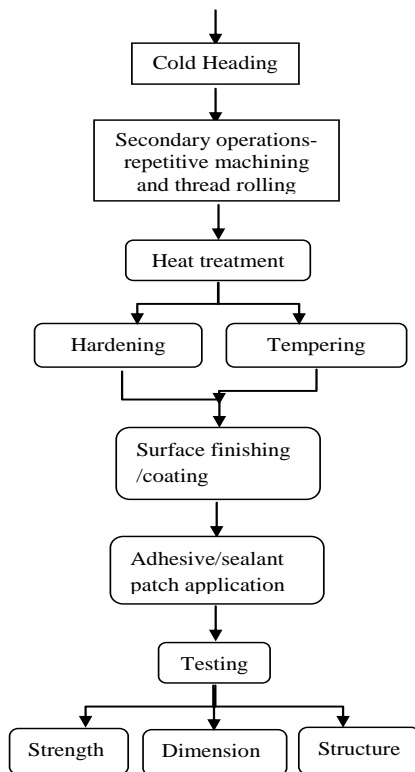 Cold Heading
Secondary operations-
repetitive machining
and thread rolling
Heat treatment
Hardening
Tempering
Surface finishing
/coating
Adhesive/sealant
patch application
Testing
Strength
Dimension
Structure